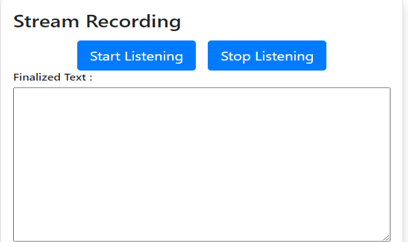 Stream Recording
Start Listening Stop Listening
Finalized Text :